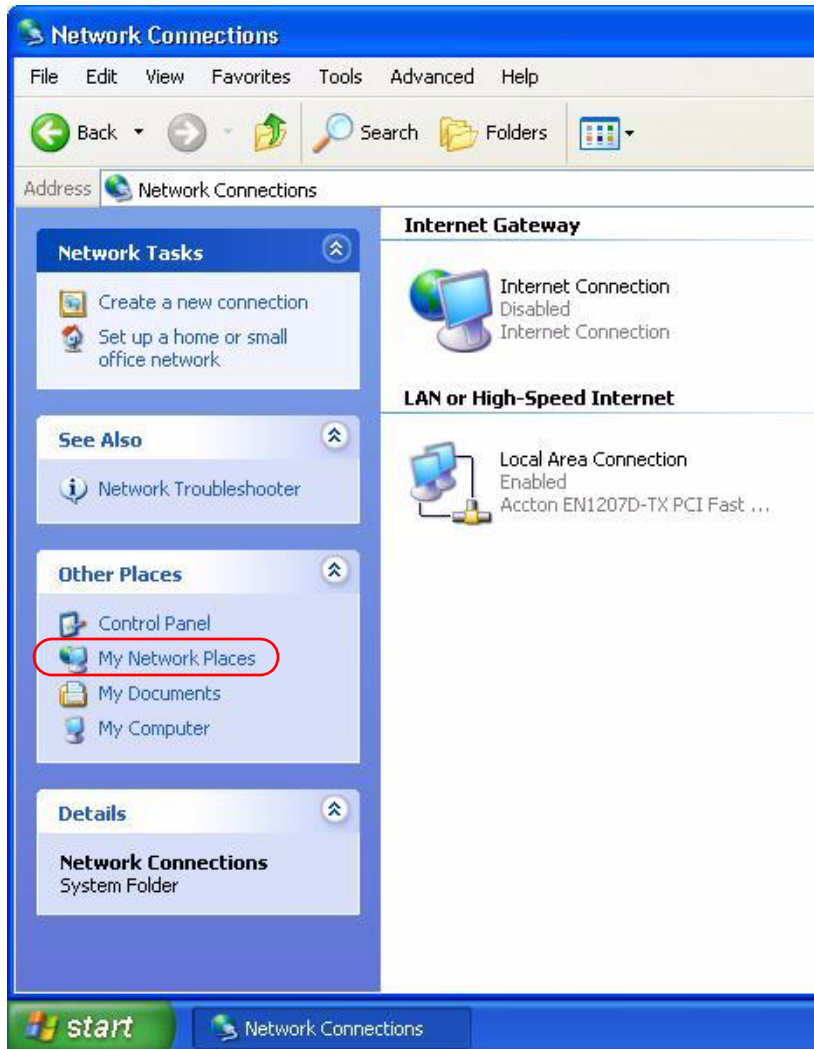 Network Connections
File Edit View Favorites Tools Advanced Help
Back Search Folders
Address Network Connections
Network Tasks
Create a new connection
Set up a home or small
office network
See Also
Network Troubleshooter
Other Places
Control Panel
My Network Places
My Documents
My Computer
Details
Network Connections
System Folder
Internet Gateway
Internet Connection
Disabled
Internet Connection
LAN or High-Speed Internet
Local Area Connection
Enabled
Accton EN1207D-TX PCI Fast ...
start Network Connections